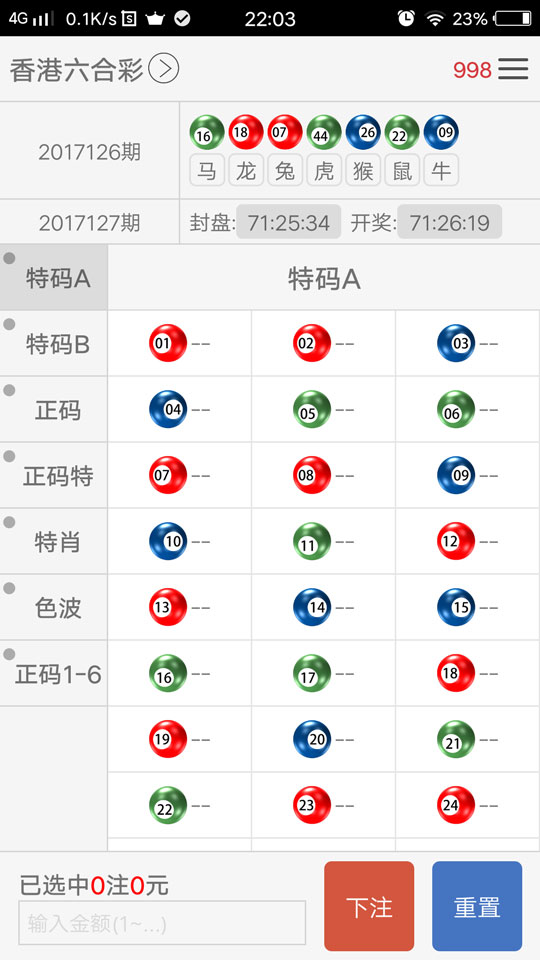 4G 0.1K/s 22:03 23%
香港六合彩 998
2017126期 16 18 07 44 26 22 09
马 龙 兔 虎 猴 鼠 牛
2017127期 封盘: 71:25:34 开奖: 71:26:19
特码A 特码A
特码B 01 -- 02 -- 03 --
正码 04 -- 05 -- 06 --
正码特 07 -- 08 -- 09 --
特肖 10 -- 11 -- 12 --
色波 13 -- 14 -- 15 --
正码1-6 16 -- 17 -- 18 --
19 -- 20 -- 21 --
22 -- 23 -- 24 --
已选中0注0元
输入金额(1~...) 下注 重置